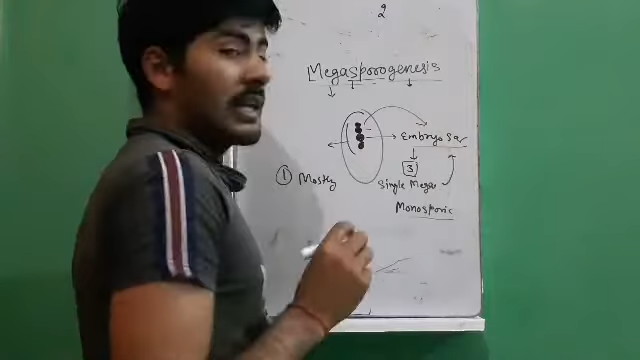 2
Megasporogenesis
Embryo Sac
3
① Mostly
Single Mega
Monosporic